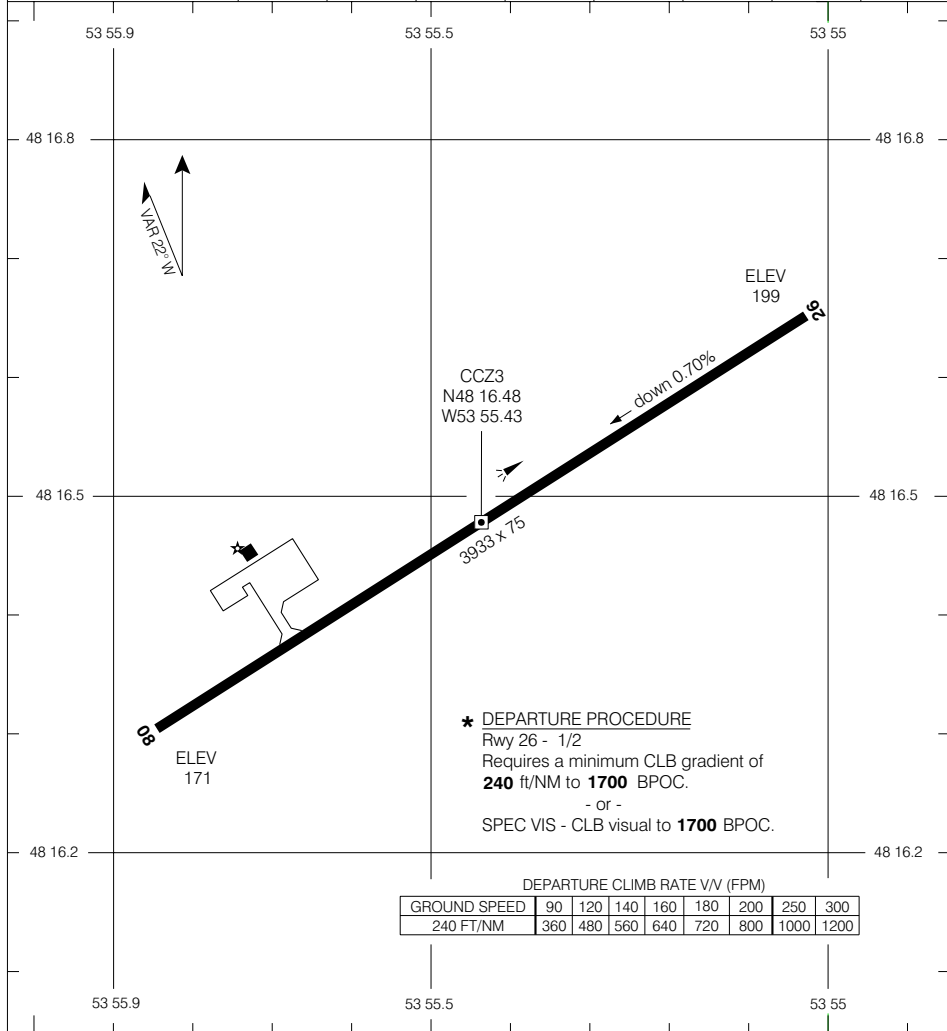 53 55.9 53 55.5 53 55
48 16.8 48 16.8
VAR 22° W
ELEV
199
26
down 0.70%
CCZ3
N48 16.48
W53 55.43
48 16.5 48 16.5
3933 x 75
08
ELEV
171
* DEPARTURE PROCEDURE
Rwy 26 - 1/2
Requires a minimum CLB gradient of
240 ft/NM to 1700 BPOC.
- or -
SPEC VIS - CLB visual to 1700 BPOC.
48 16.2 48 16.2
DEPARTURE CLIMB RATE V/V (FPM)
GROUND SPEED 90 120 140 160 180 200 250 300
240 FT/NM 360 480 560 640 720 800 1000 1200
53 55.9 53 55.5 53 55